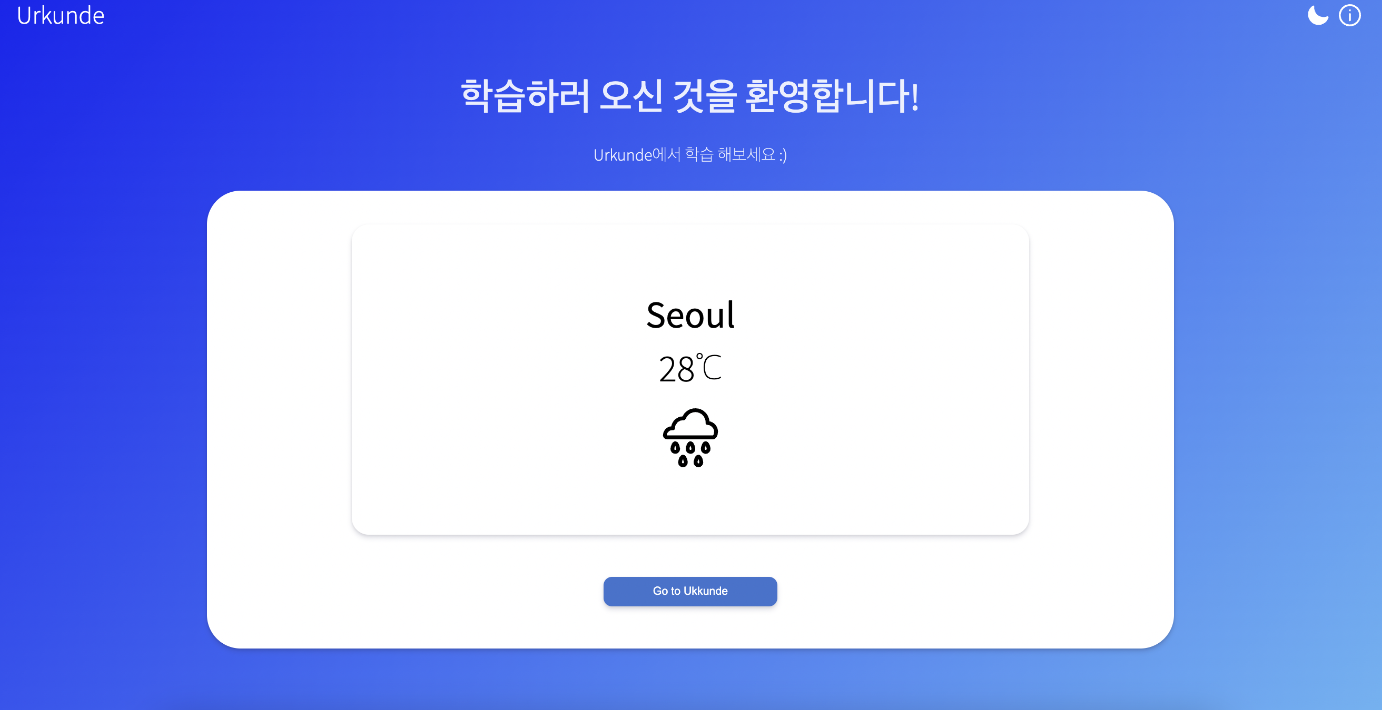 Urkunde
학습하러 오신 것을 환영합니다!
Urkunde에서 학습 해보세요 :)
Seoul
28℃
Go to Ukkunde